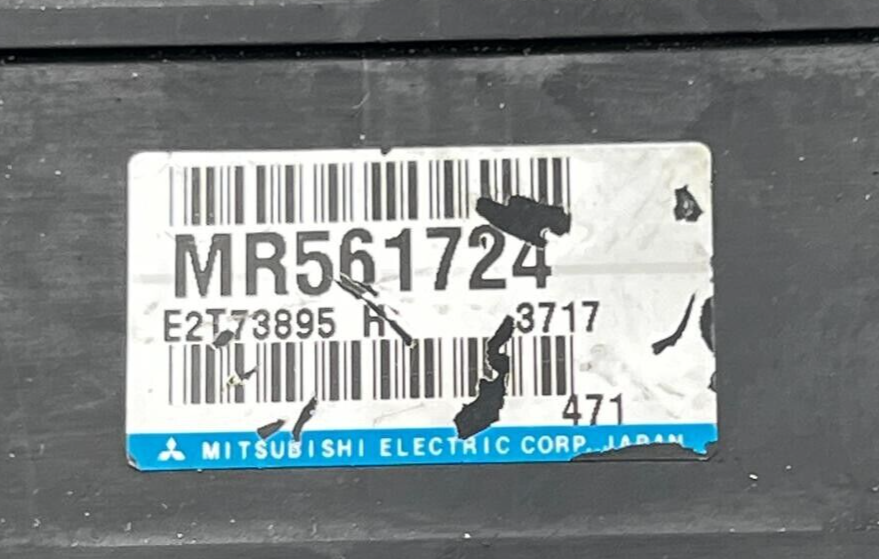 MR561724
E2T73895 H 3717
471
MITSUBISHI ELECTRIC CORP. JAPAN